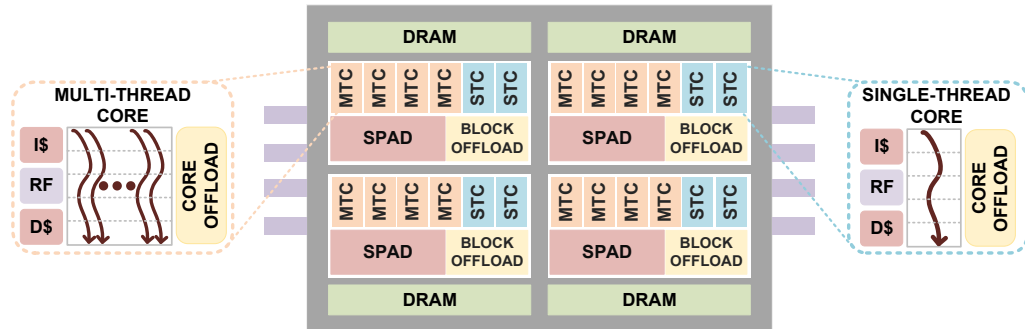 DRAM
DRAM
MULTI-THREAD
CORE
I$
RF
D$
CORE
OFFLOAD
MTC MTC MTC MTC STC STC
SPAD
BLOCK
OFFLOAD
MTC MTC MTC MTC STC STC
SPAD
BLOCK
OFFLOAD
MTC MTC MTC MTC STC STC
SPAD
BLOCK
OFFLOAD
MTC MTC MTC MTC STC STC
SPAD
BLOCK
OFFLOAD
DRAM
DRAM
SINGLE-THREAD
CORE
I$
RF
D$
CORE
OFFLOAD